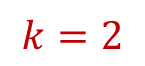 k = 2